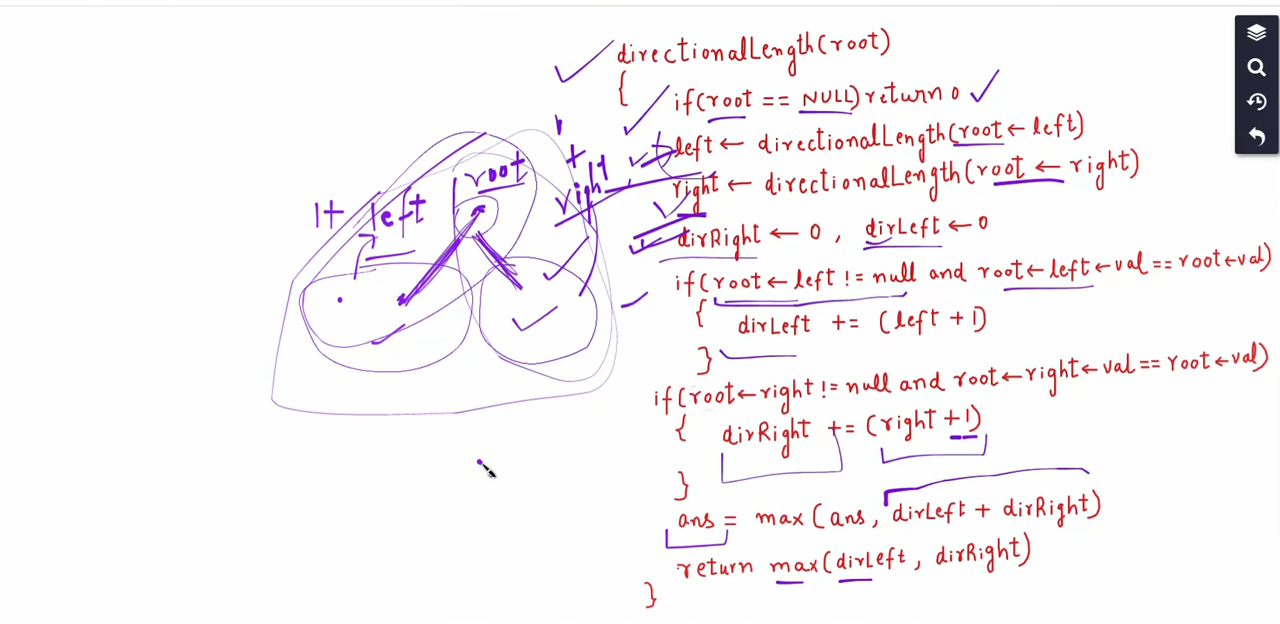 directionalLength(root)
{
if(root == NULL)return 0
left ← directionalLength(root ← left)
right ← directionalLength(root ← right)
dirRight ← 0 , dirLeft ← 0
if(root ← left != null and root ← left ← val == root ← val)
{ dirLeft += (left + 1)
}
if(root ← right != null and root ← right ← val == root ← val)
{ dirRight += (right + 1)
}
ans = max(ans, dirLeft + dirRight)
return max(dirLeft, dirRight)
}
root
1+ left
1
+
right